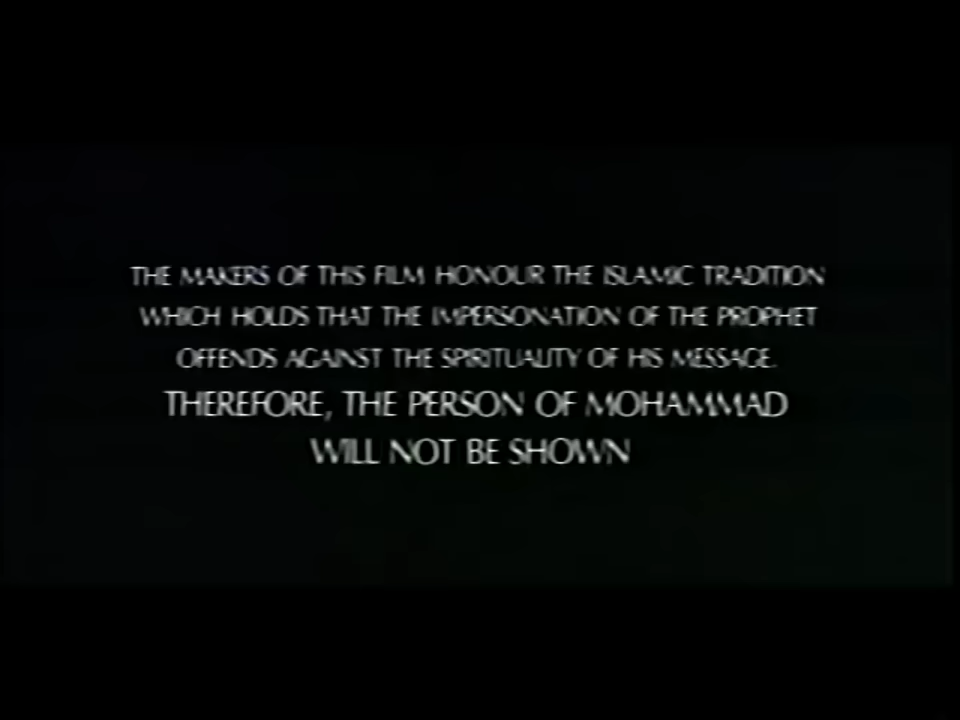 THE MAKERS OF THIS FILM HONOUR THE ISLAMIC TRADITION
WHICH HOLDS THAT THE IMPERSONATION OF THE PROPHET
OFFENDS AGAINST THE SPIRITUALITY OF HIS MESSAGE.
THEREFORE, THE PERSON OF MOHAMMAD
WILL NOT BE SHOWN